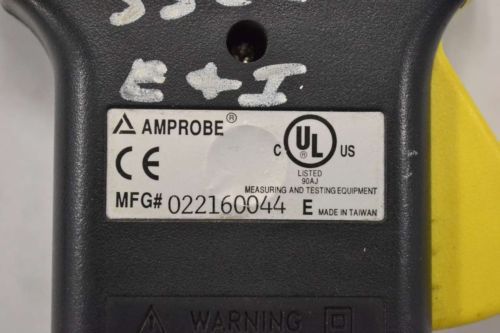 E + I
AMPROBE®
C UL US
LISTED
90AJ
CE
MEASURING AND TESTING EQUIPMENT
MFG# 022160044 E MADE IN TAIWAN
WARNING